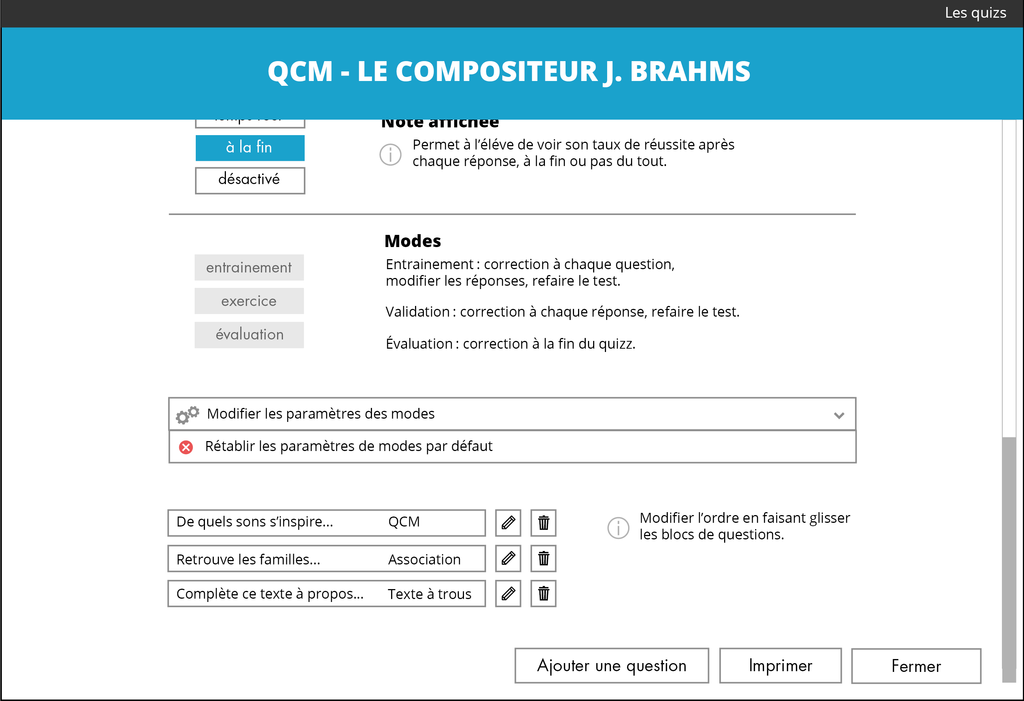 Les quizs
QCM - LE COMPOSITEUR J. BRAHMS
Note affichée
à la fin
Permet à l'éléve de voir son taux de réussite après
chaque réponse, à la fin ou pas du tout.
désactivé
Modes
entrainement
Entrainement : correction à chaque question,
modifier les réponses, refaire le test.
exercice
Validation : correction à chaque réponse, refaire le test.
évaluation
Évaluation : correction à la fin du quizz.
Modifier les paramètres des modes
Rétablir les paramètres de modes par défaut
De quels sons s'inspire... QCM
Modifier l'ordre en faisant glisser
les blocs de questions.
Retrouve les familles... Association
Complète ce texte à propos... Texte à trous
Ajouter une question Imprimer Fermer